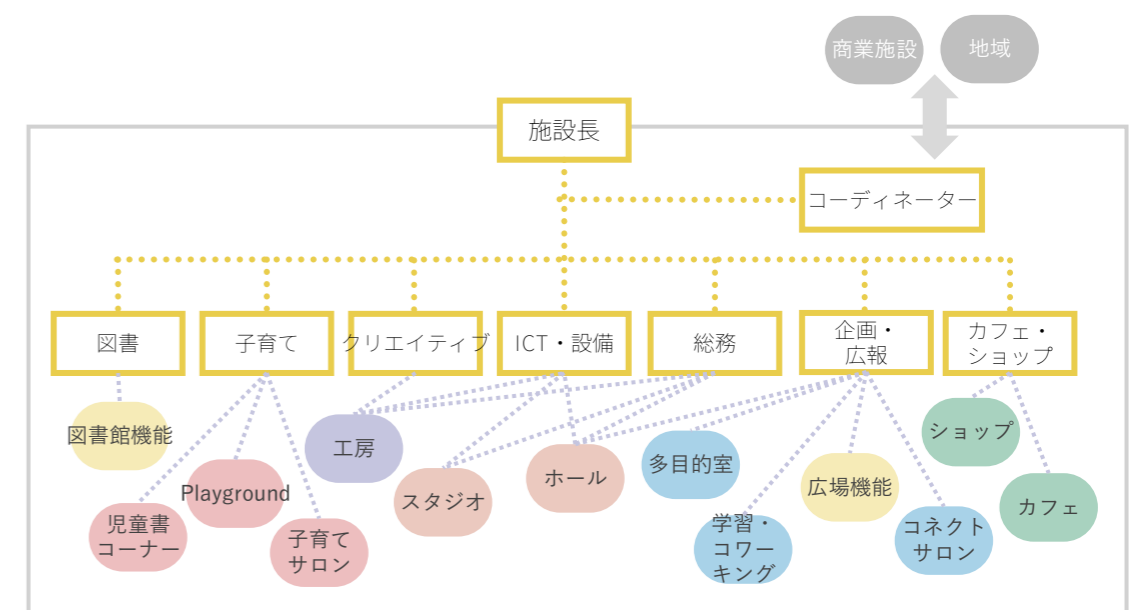 商業施設
地域
施設長
コーディネーター
図書
子育て
クリエイティブ
ICT・設備
総務
企画・
広報
カフェ・
ショップ
図書館機能
児童書
コーナー
Playground
子育て
サロン
工房
スタジオ
ホール
多目的室
学習・
コワー
キング
広場機能
コネクト
サロン
ショップ
カフェ